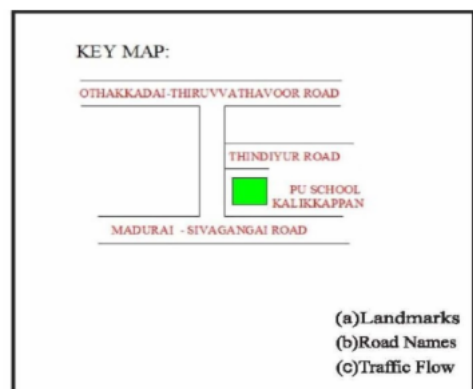 KEY MAP:
OTHAKKADAI-THIRUVVATHAVOOR ROAD
THINDIYUR ROAD
PU SCHOOL
KALIKKAPPAN
MADURAI - SIVAGANGAI ROAD
(a)Landmarks
(b)Road Names
(c)Traffic Flow